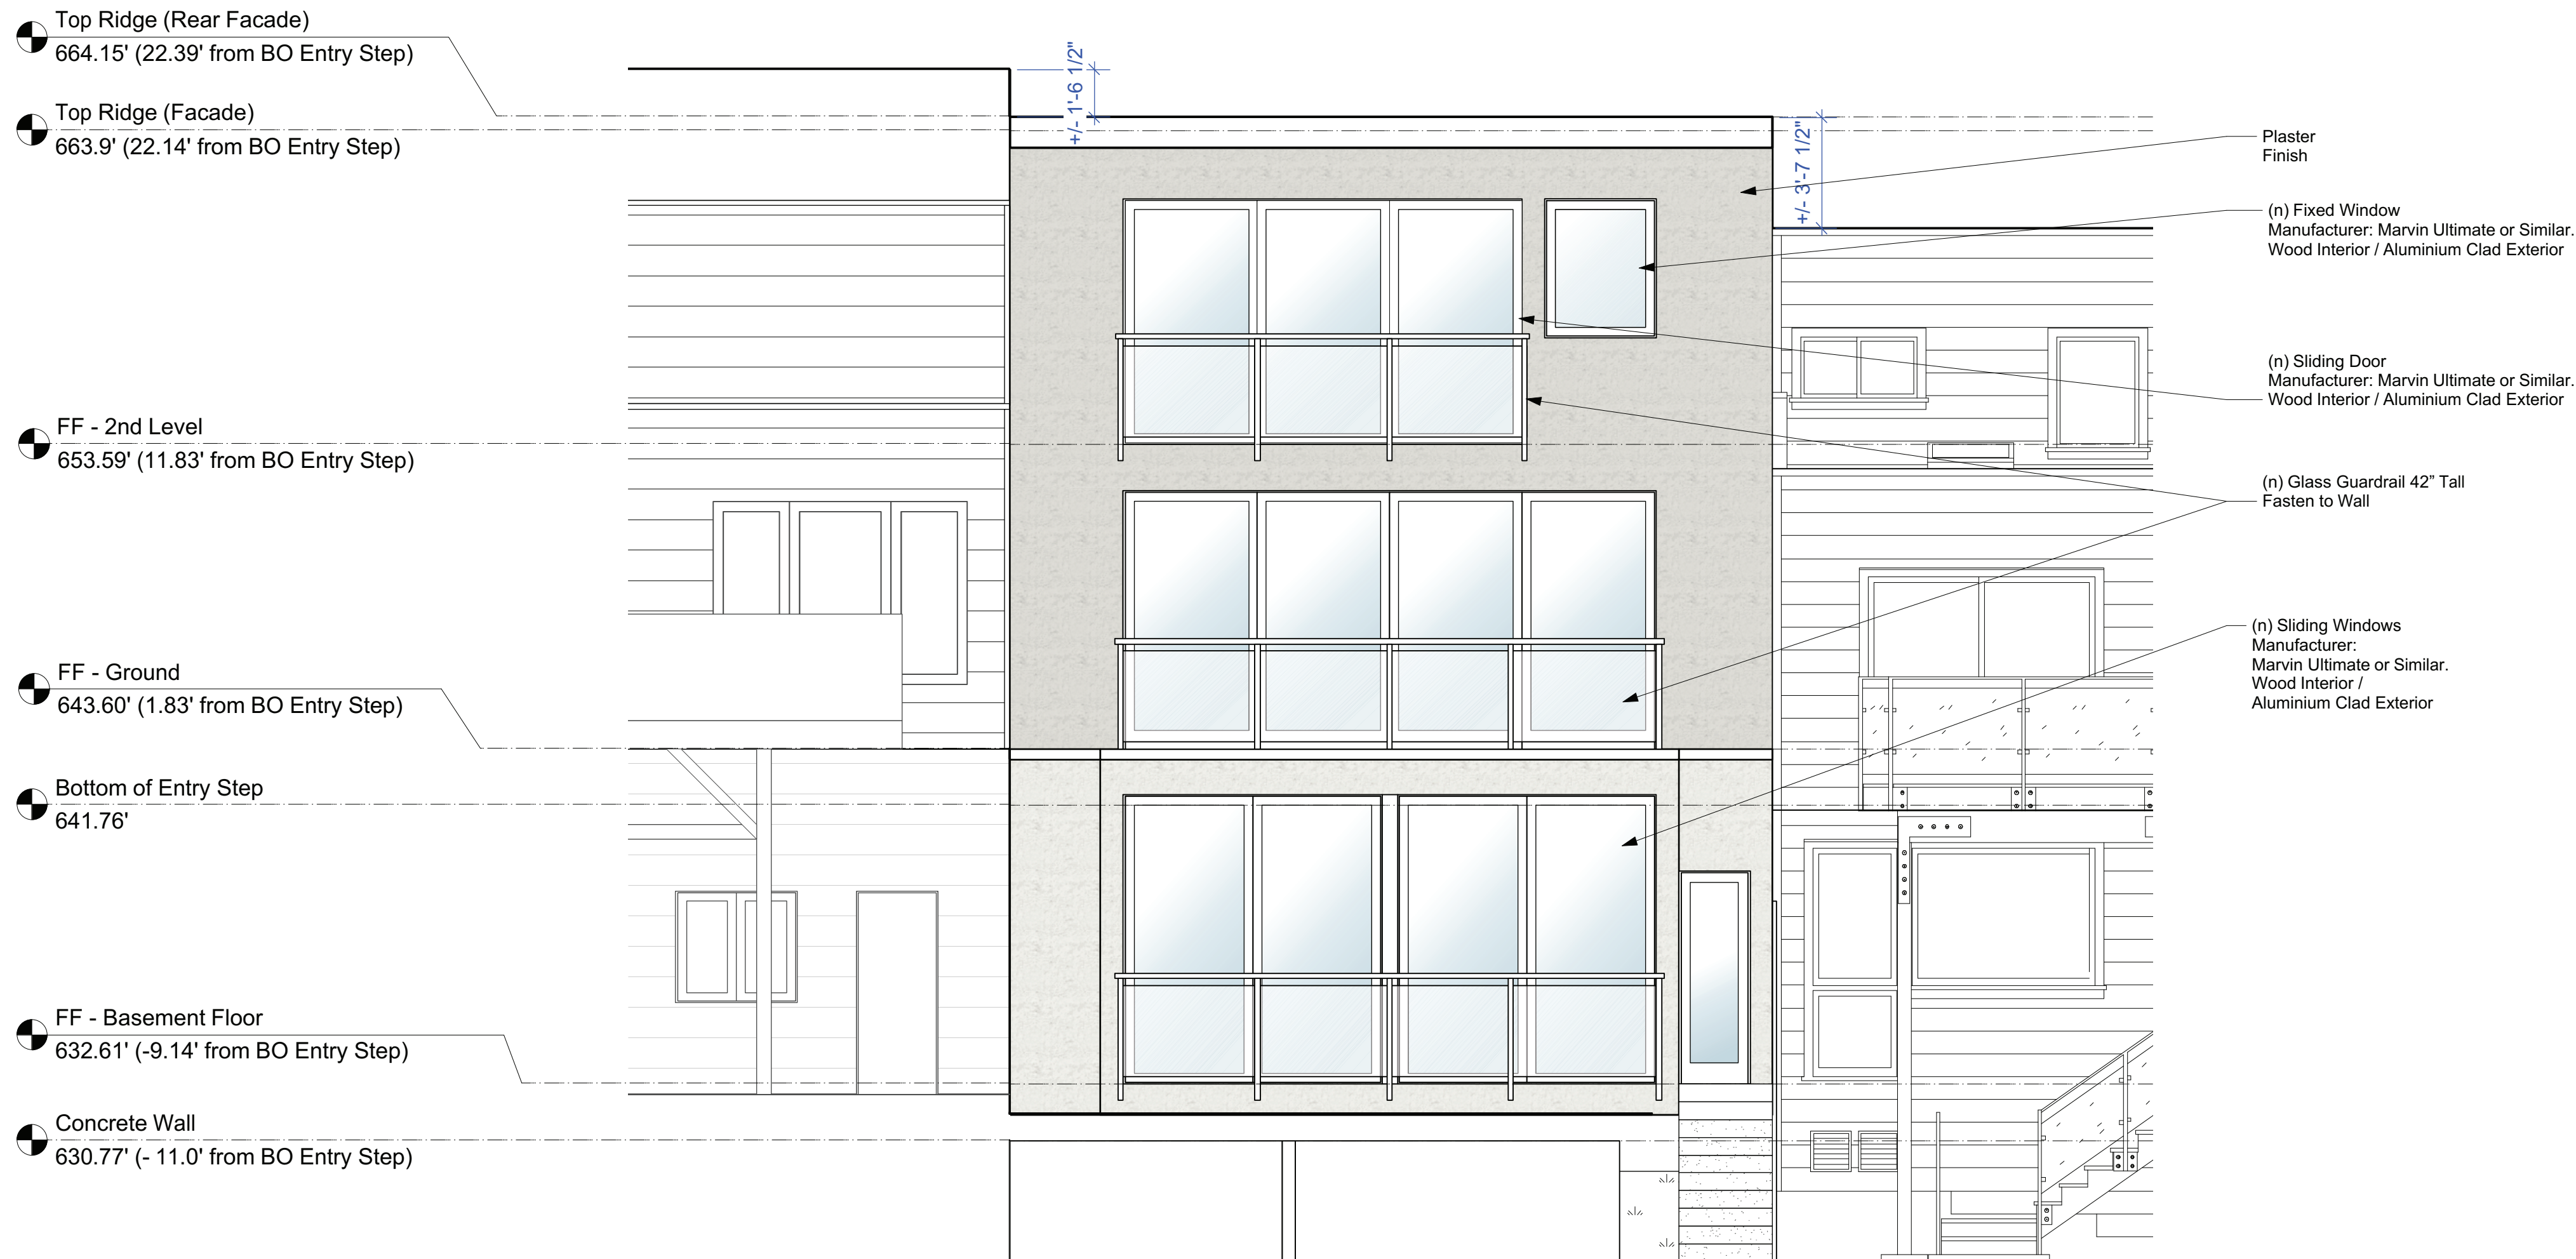 Top Ridge (Rear Facade)
664.15' (22.39' from BO Entry Step)
Top Ridge (Facade)
663.9' (22.14' from BO Entry Step)
FF - 2nd Level
653.59' (11.83' from BO Entry Step)
FF - Ground
643.60' (1.83' from BO Entry Step)
Bottom of Entry Step
641.76'
FF - Basement Floor
632.61' (-9.14' from BO Entry Step)
Concrete Wall
630.77' (- 11.0' from BO Entry Step)
+/- 1'-6 1/2"
+/- 3'-7 1/2"
Plaster
Finish
(n) Fixed Window
Manufacturer: Marvin Ultimate or Similar.
Wood Interior / Aluminium Clad Exterior
(n) Sliding Door
Manufacturer: Marvin Ultimate or Similar.
Wood Interior / Aluminium Clad Exterior
(n) Glass Guardrail 42” Tall
Fasten to Wall
(n) Sliding Windows
Manufacturer:
Marvin Ultimate or Similar.
Wood Interior /
Aluminium Clad Exterior